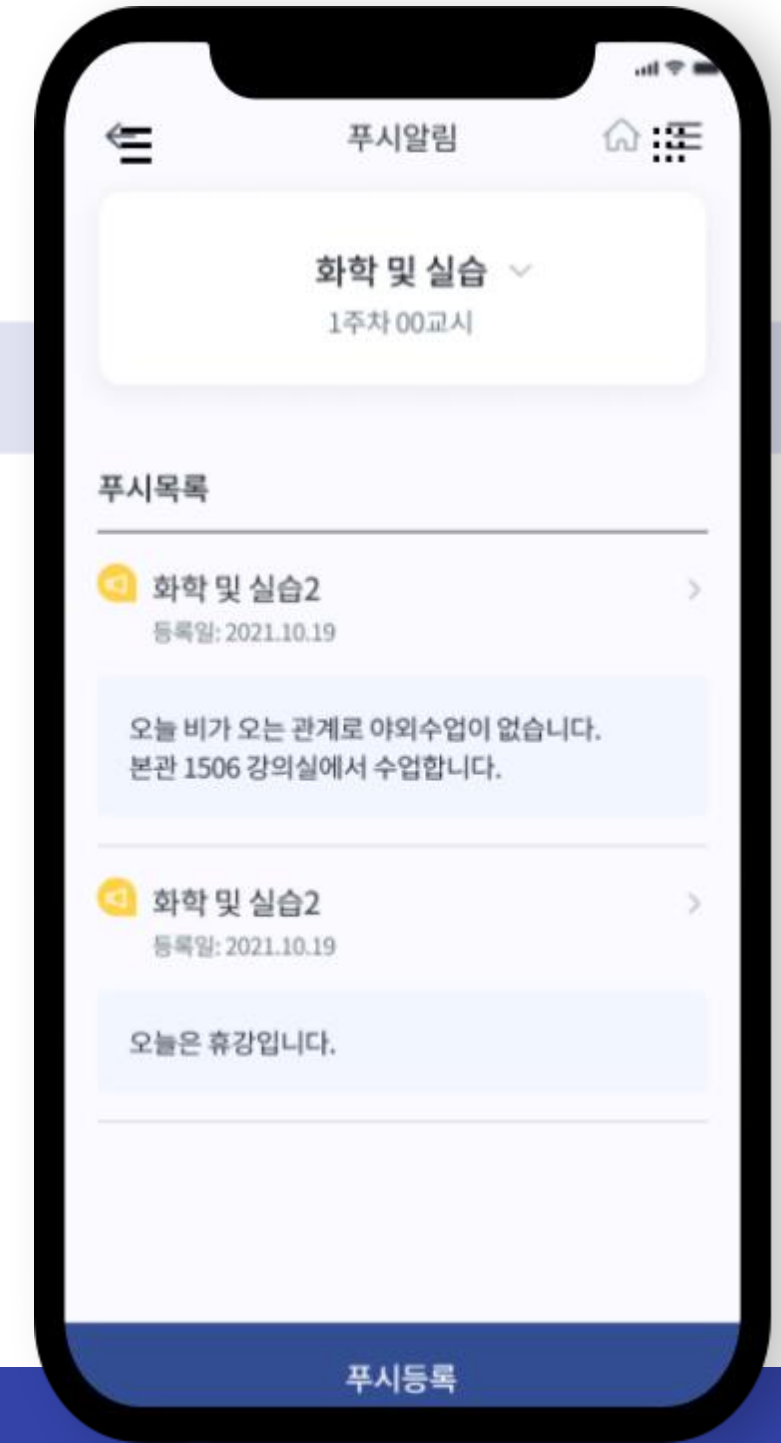 푸시알림
화학 및 실습
1주차 00교시
푸시목록
화학 및 실습2
등록일: 2021.10.19
오늘 비가 오는 관계로 야외수업이 없습니다.
본관 1506 강의실에서 수업합니다.
화학 및 실습2
등록일: 2021.10.19
오늘은 휴강입니다.
푸시등록